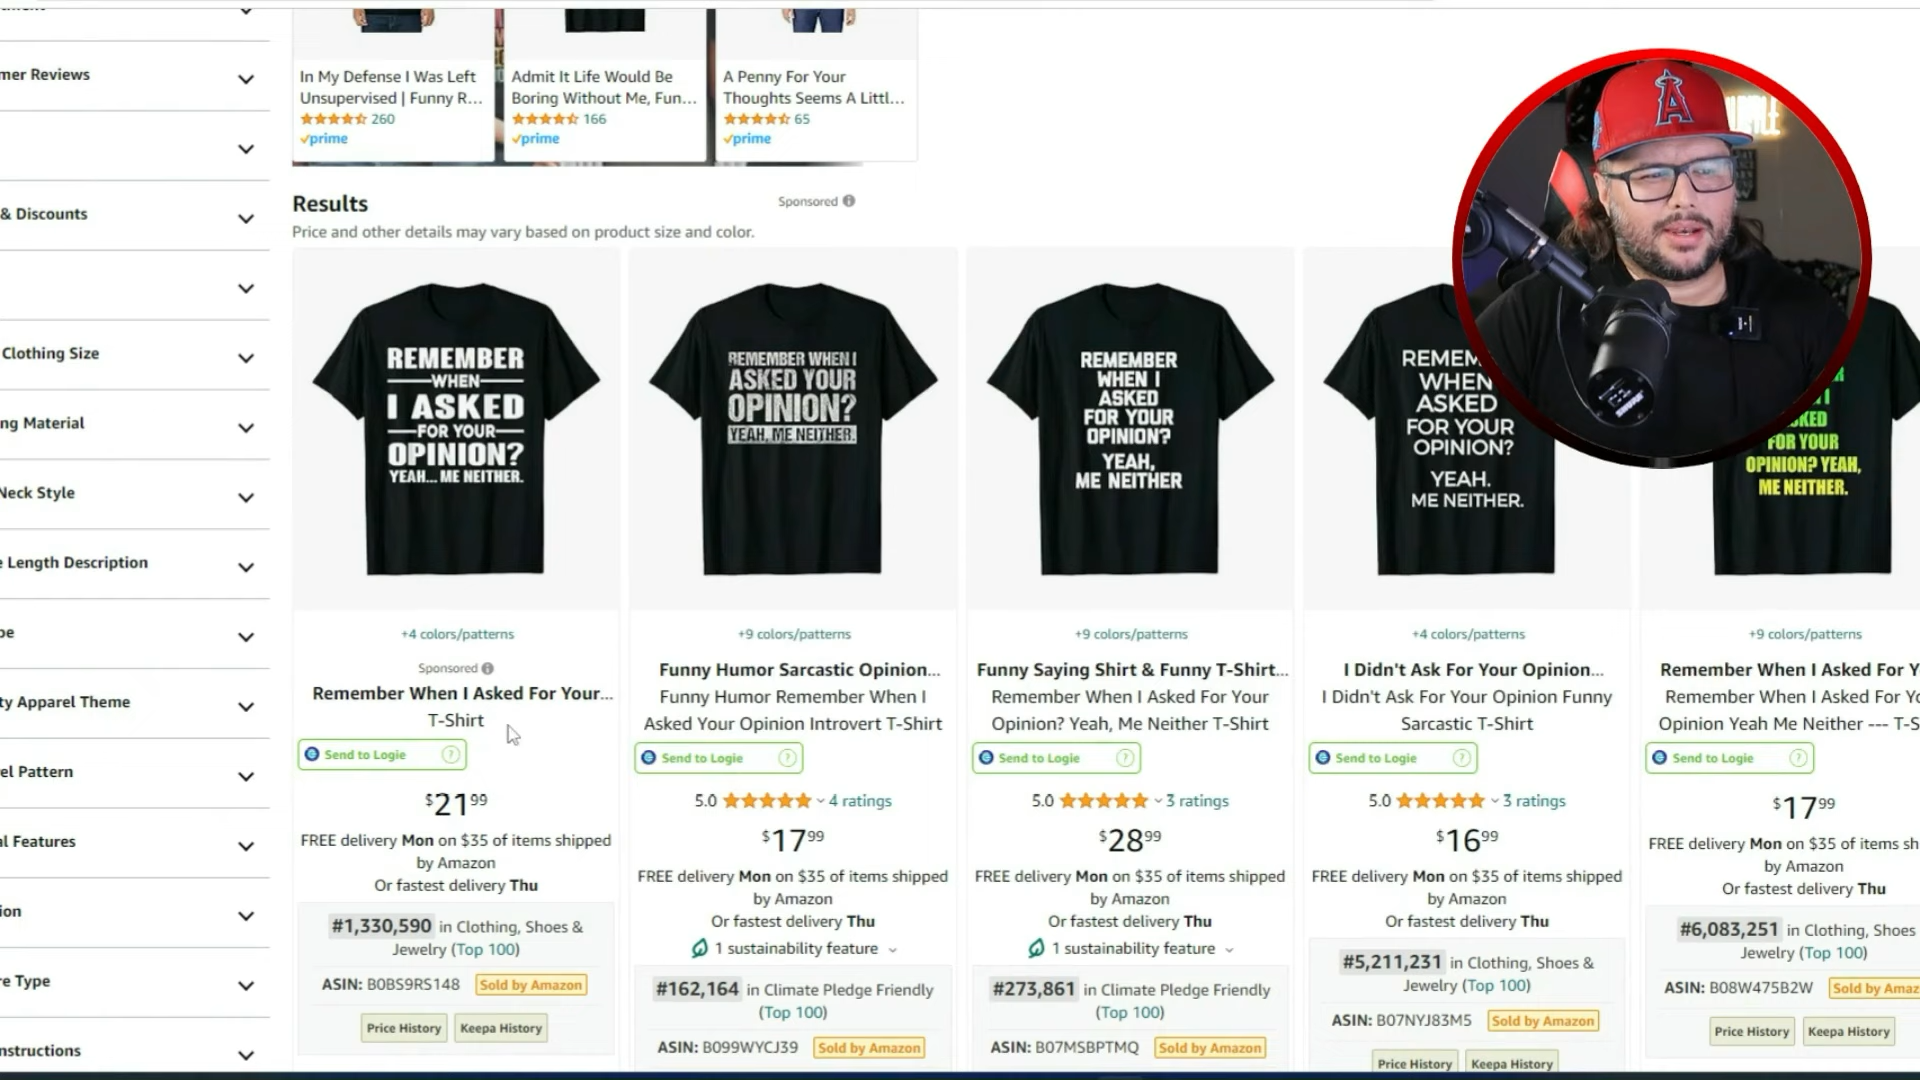 mer Reviews
& Discounts
Clothing Size
ng Material
Neck Style
e Length Description
pe
ty Apparel Theme
el Pattern
al Features
ion
re Type
nstructions
In My Defense I Was Left
Unsupervised | Funny R...
260
prime
Admit It Life Would Be
Boring Without Me, Fun...
166
prime
A Penny For Your
Thoughts Seems A Littl...
65
prime
Sponsored
Results
Price and other details may vary based on product size and color.
A
REMEMBER
WHEN
I ASKED
FOR YOUR
OPINION?
YEAH... ME NEITHER.
+4 colors/patterns
Sponsored
Remember When I Asked For Your...
T-Shirt
Send to Logie ?
$21.99
FREE delivery Mon on $35 of items shipped
by Amazon
Or fastest delivery Thu
#1,330,590 in Clothing, Shoes &
Jewelry (Top 100)
ASIN: B0BS9RS148 Sold by Amazon
Price History Keepa History
REMEMBER WHEN I
ASKED YOUR
OPINION?
YEAH, ME NEITHER.
+9 colors/patterns
Funny Humor Sarcastic Opinion...
Funny Humor Remember When I
Asked Your Opinion Introvert T-Shirt
Send to Logie ?
5.0 4 ratings
$17.99
FREE delivery Mon on $35 of items shipped
by Amazon
Or fastest delivery Thu
1 sustainability feature
#162,164 in Climate Pledge Friendly
(Top 100)
ASIN: B099WYCJ39 Sold by Amazon
REMEMBER
WHEN I
ASKED
FOR YOUR
OPINION?
YEAH,
ME NEITHER
+9 colors/patterns
Funny Saying Shirt & Funny T-Shirt...
Remember When I Asked For Your
Opinion? Yeah, Me Neither T-Shirt
Send to Logie ?
5.0 3 ratings
$28.99
FREE delivery Mon on $35 of items shipped
by Amazon
Or fastest delivery Thu
1 sustainability feature
#273,861 in Climate Pledge Friendly
(Top 100)
ASIN: B07MSBPTMQ Sold by Amazon
REMEM
WHEN
ASKED
FOR YOUR
OPINION?
YEAH.
ME NEITHER.
+4 colors/patterns
I Didn't Ask For Your Opinion...
I Didn't Ask For Your Opinion Funny
Sarcastic T-Shirt
Send to Logie ?
5.0 3 ratings
$16.99
FREE delivery Mon on $35 of items shipped
by Amazon
Or fastest delivery Thu
#5,211,231 in Clothing, Shoes &
Jewelry (Top 100)
ASIN: B07NYJ83M5 Sold by Amazon
Price History Keepa History
KED
FOR YOUR
OPINION? YEAH,
ME NEITHER.
+9 colors/patterns
Remember When I Asked For Y
Remember When I Asked For Yo
Opinion Yeah Me Neither --- T-S
Send to Logie ?
$17.99
FREE delivery Mon on $35 of items sh
by Amazon
Or fastest delivery Thu
#6,083,251 in Clothing, Shoes
Jewelry (Top 100)
ASIN: B08W475B2W Sold by Amaz
Price History Keepa History